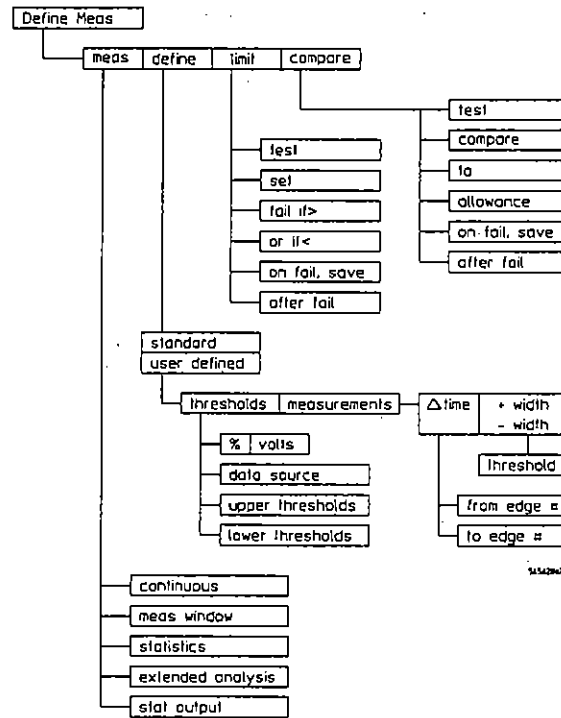 Define Meas
meas define limit compare
test
compare
to
allowance
on fail, save
after fail
test
set
fail if>
or if<
on fail, save
after fail
standard
user defined
thresholds measurements
Δtime + width
- width
threshold
from edge #
to edge #
% volts
data source
upper thresholds
lower thresholds
continuous
meas window
statistics
extended analysis
stat output